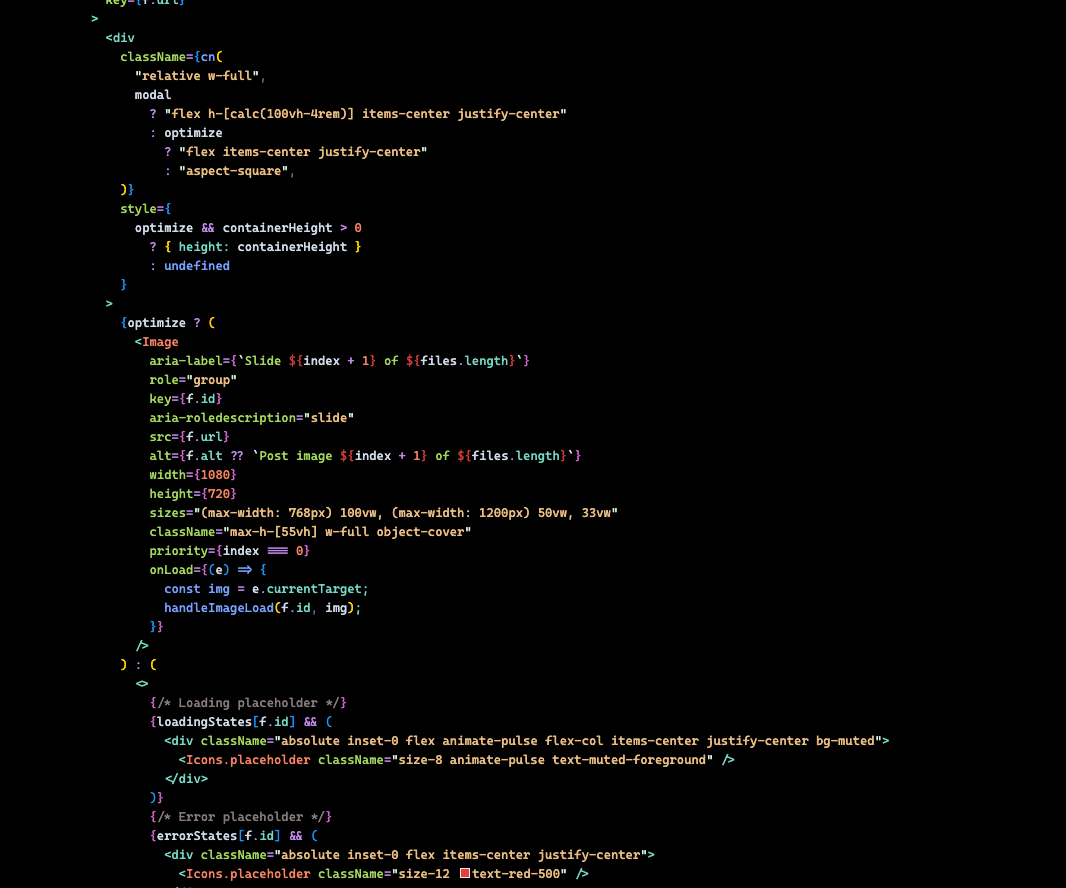 key={f.url}
>
<div
className={cn(
"relative w-full",
modal
? "flex h-[calc(100vh-4rem)] items-center justify-center"
: optimize
? "flex items-center justify-center"
: "aspect-square",
)}
style={
optimize && containerHeight > 0
? { height: containerHeight }
: undefined
}
>
{optimize ? (
<Image
aria-label={`Slide ${index + 1} of ${files.length}`}
role="group"
key={f.id}
aria-roledescription="slide"
src={f.url}
alt={f.alt ?? `Post image ${index + 1} of ${files.length}`}
width={1080}
height={720}
sizes="(max-width: 768px) 100vw, (max-width: 1200px) 50vw, 33vw"
className="max-h-[55vh] w-full object-cover"
priority={index === 0}
onLoad={(e) => {
const img = e.currentTarget;
handleImageLoad(f.id, img);
}}
/>
) : (
<>
{/* Loading placeholder */}
{loadingStates[f.id] && (
<div className="absolute inset-0 flex animate-pulse flex-col items-center justify-center bg-muted">
<Icons.placeholder className="size-8 animate-pulse text-muted-foreground" />
</div>
)}
{/* Error placeholder */}
{errorStates[f.id] && (
<div className="absolute inset-0 flex items-center justify-center">
<Icons.placeholder className="size-12 text-red-500" />